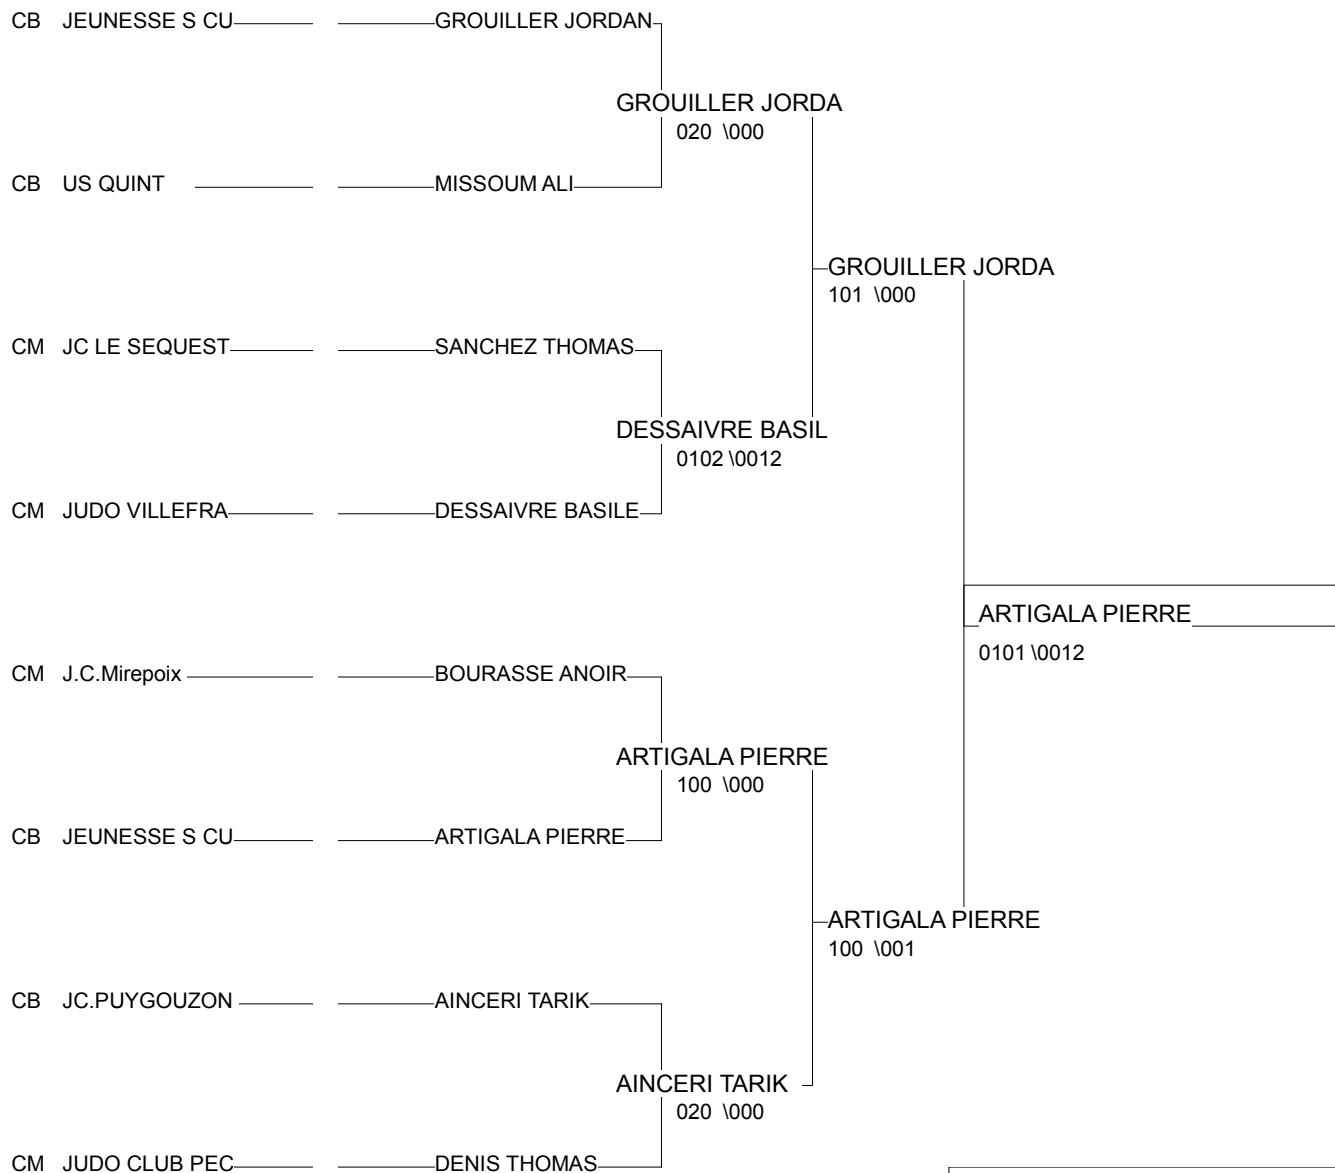 CB JEUNESSE S CU GROUILLER JORDAN
GROUILLER JORDA
020 \000
CB US QUINT MISSOUM ALI
GROUILLER JORDA
101 \000
CM JC LE SEQUEST SANCHEZ THOMAS
DESSAIVRE BASIL
0102 \0012
CM JUDO VILLEFRA DESSAIVRE BASILE
ARTIGALA PIERRE
0101 \0012
CM J.C.Mirepoix BOURASSE ANOIR
ARTIGALA PIERRE
100 \000
CB JEUNESSE S CU ARTIGALA PIERRE
ARTIGALA PIERRE
100 \001
CB JC.PUYGOUZON AINCERI TARIK
AINCERI TARIK
020 \000
CM JUDO CLUB PEC DENIS THOMAS